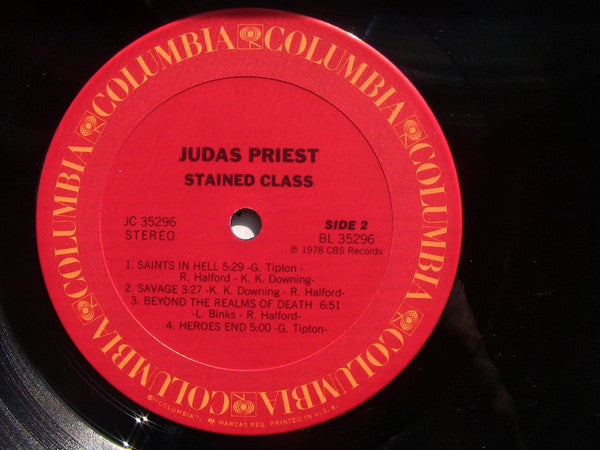 COLUMBIA COLUMBIA COLUMBIA COLUMBIA COLUMBIA COLUMBIA
JUDAS PRIEST
STAINED CLASS
JC 35296
STEREO
SIDE 2
BL 35296
℗ 1978 CBS Records
1. SAINTS IN HELL 5:29 -G. Tipton -
R. Halford - K. K. Downing-
2. SAVAGE 3:27 -K. K. Downing - R. Halford-
3. BEYOND THE REALMS OF DEATH 6:51
-L. Binks - R. Halford-
4. HEROES END 5:00 -G. Tipton-
®"COLUMBIA", MARCAS REG. PRINTED IN U.S.A.